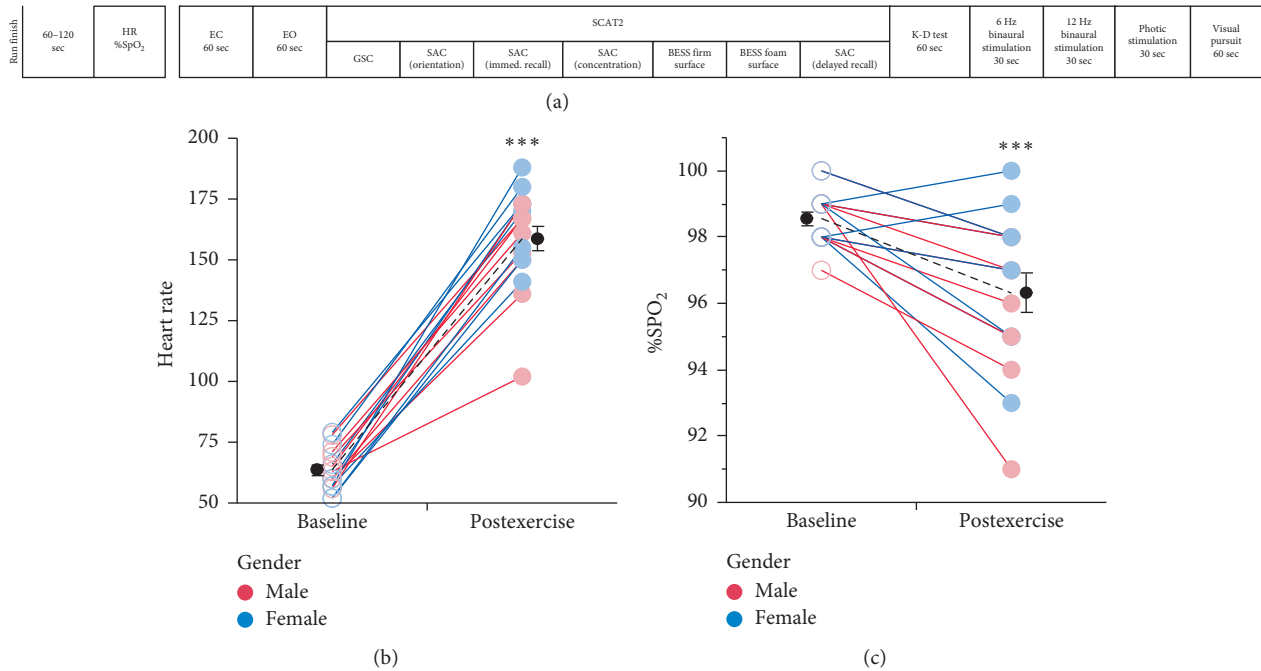 Run finish
60–120
sec
HR
%SpO₂
EC
60 sec
EO
60 sec
SCAT2
GSC
SAC
(orientation)
SAC
(immed. recall)
SAC
(concentration)
BESS firm
surface
BESS foam
surface
SAC
(delayed recall)
K-D test
60 sec
6 Hz
binaural
stimulation
30 sec
12 Hz
binaural
stimulation
30 sec
Photic
stimulation
30 sec
Visual
pursuit
60 sec
(a)
200
175
150
125
100
75
50
Heart rate
***
Baseline
Postexercise
Gender
Male
Female
(b)
100
98
96
94
92
90
%SPO₂
***
Baseline
Postexercise
Gender
Male
Female
(c)